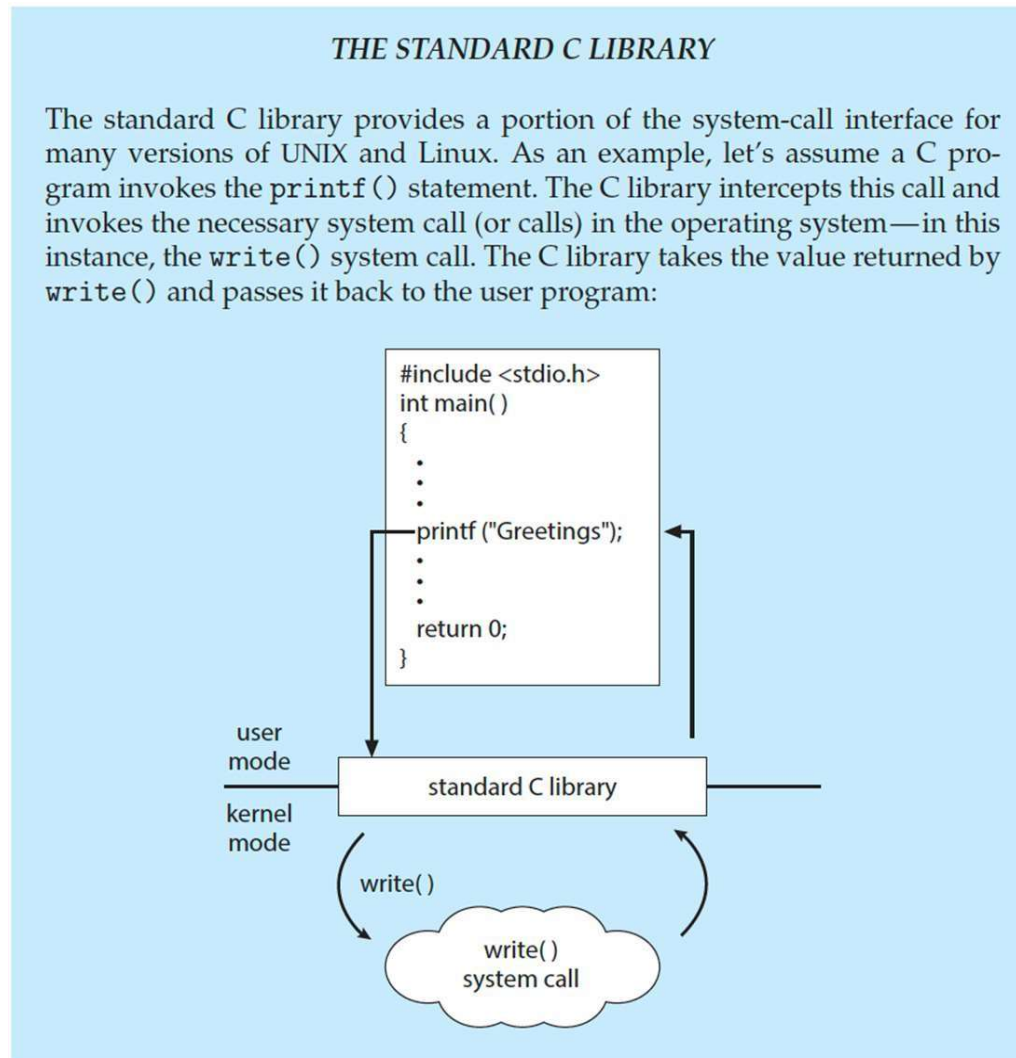 THE STANDARD C LIBRARY
The standard C library provides a portion of the system-call interface for
many versions of UNIX and Linux. As an example, let's assume a C pro-
gram invokes the printf() statement. The C library intercepts this call and
invokes the necessary system call (or calls) in the operating system—in this
instance, the write() system call. The C library takes the value returned by
write() and passes it back to the user program:
#include <stdio.h>
int main( )
{
•
•
•
printf ("Greetings");
•
•
•
return 0;
}
user
mode
standard C library
kernel
mode
write( )
write( )
system call